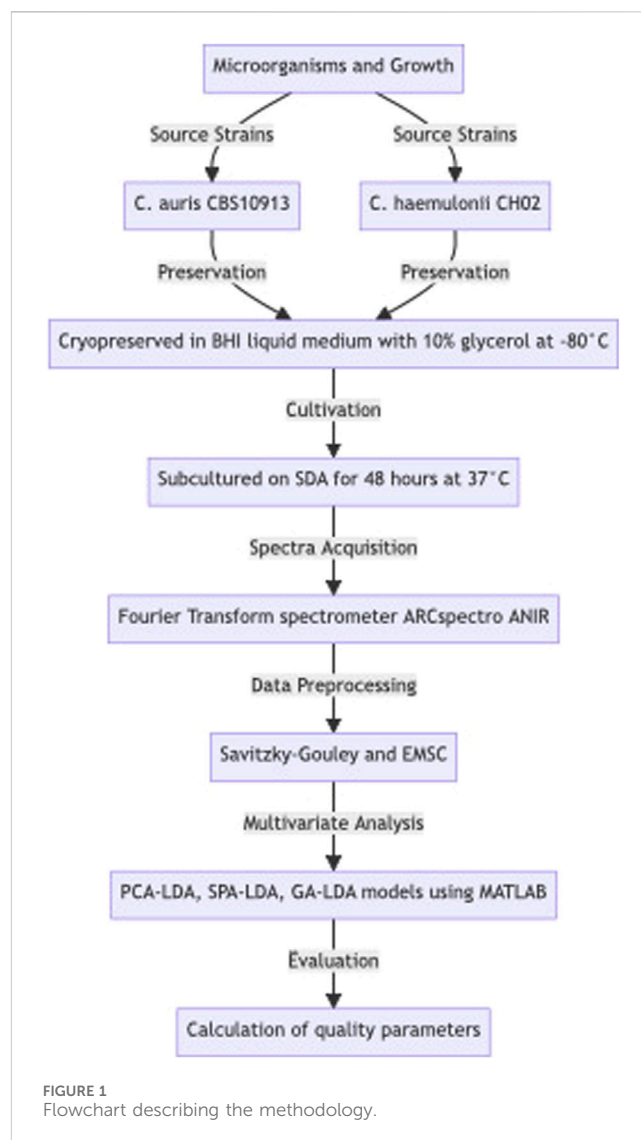 Microorganisms and Growth
Source Strains Source Strains
C. auris CBS10913 C. haemulonii CH02
Preservation Preservation
Cryopreserved in BHI liquid medium with 10% glycerol at -80°C
Cultivation
Subcultured on SDA for 48 hours at 37°C
Spectra Acquisition
Fourier Transform spectrometer ARCspectro ANIR
Data Preprocessing
Savitzky-Gouley and EMSC
Multivariate Analysis
PCA-LDA, SPA-LDA, GA-LDA models using MATLAB
Evaluation
Calculation of quality parameters
FIGURE 1
Flowchart describing the methodology.